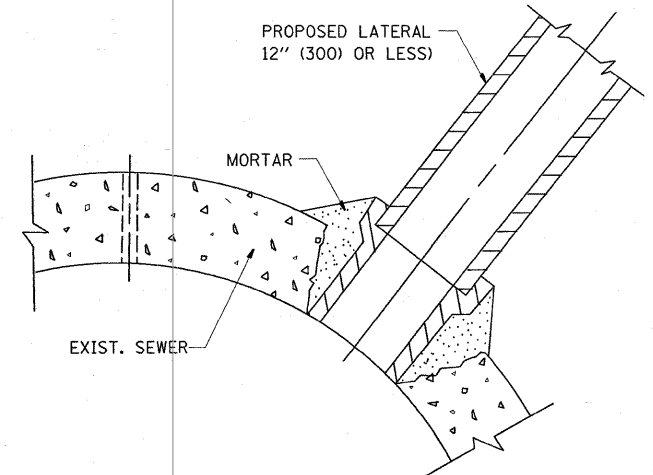 PROPOSED LATERAL
12" (300) OR LESS)
MORTAR
EXIST. SEWER